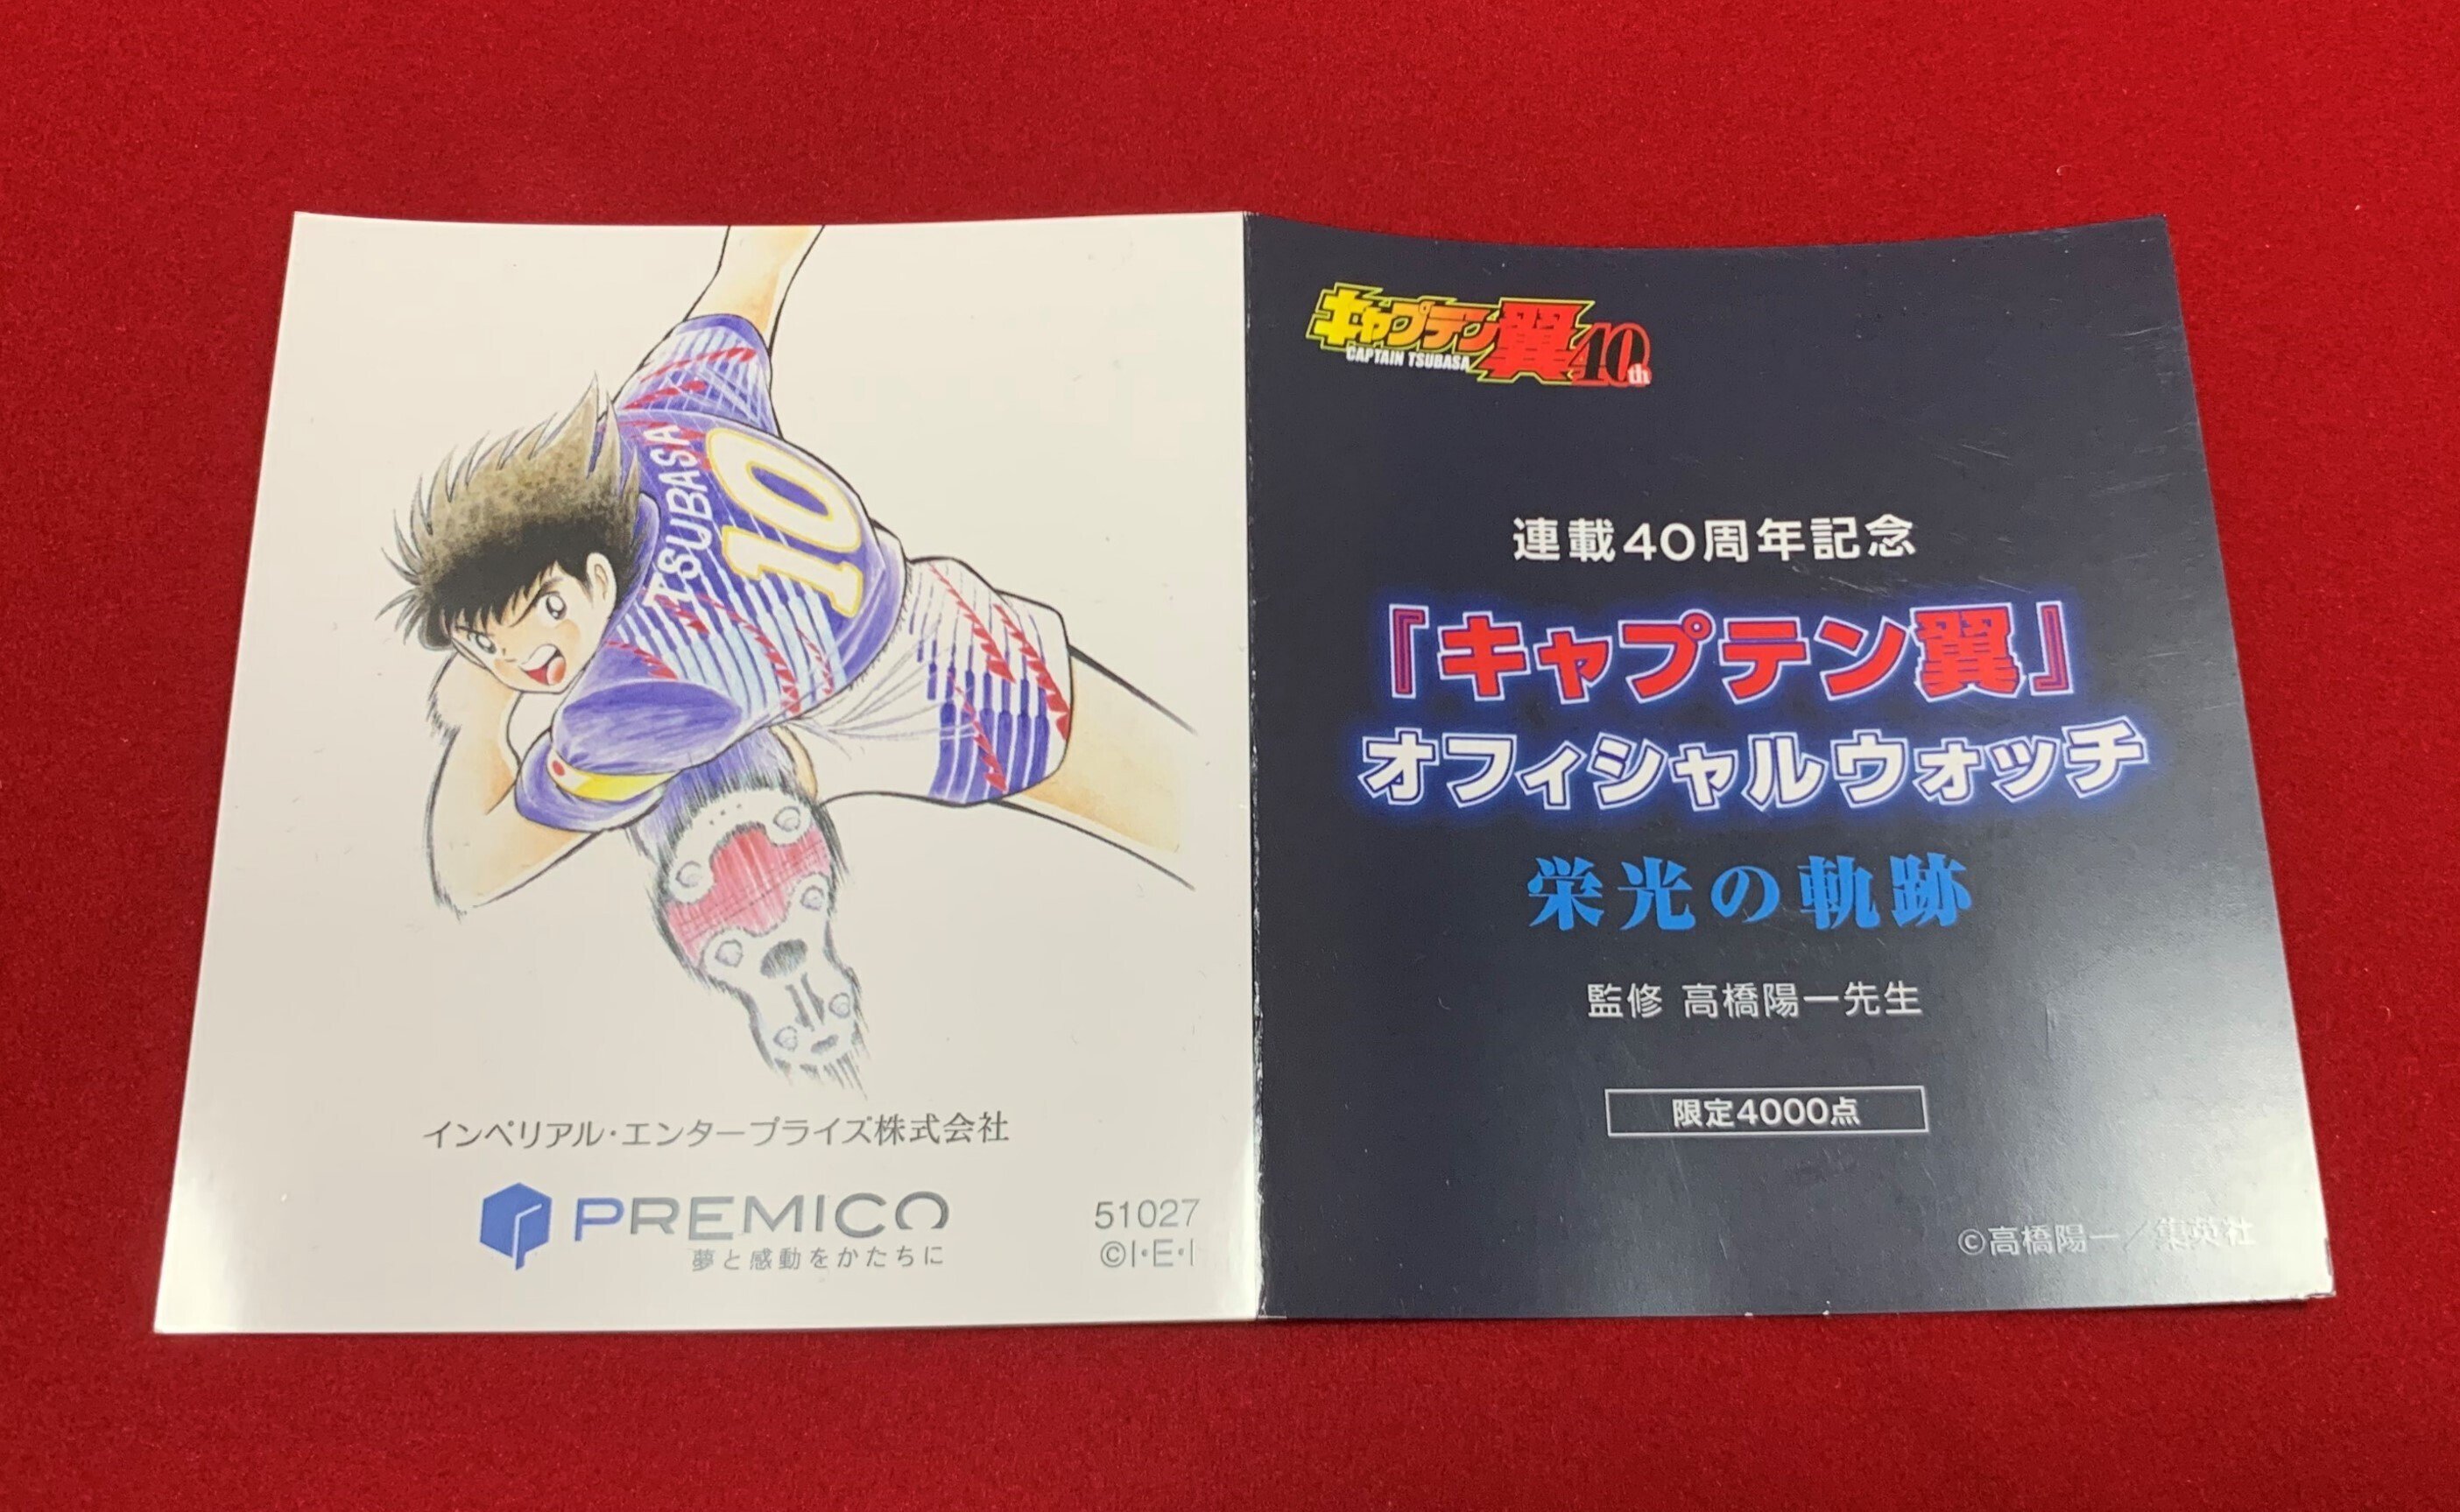 TSUBASA
10
インペリアル・エンタープライズ株式会社
PREMICO
夢と感動をかたちに
51027
©I・E・I
キャプテン翼40th
CAPTAIN TSUBASA
連載40周年記念
『キャプテン翼』
オフィシャルウォッチ
栄光の軌跡
監修 高橋陽一先生
限定4000点
©高橋陽一／集英社